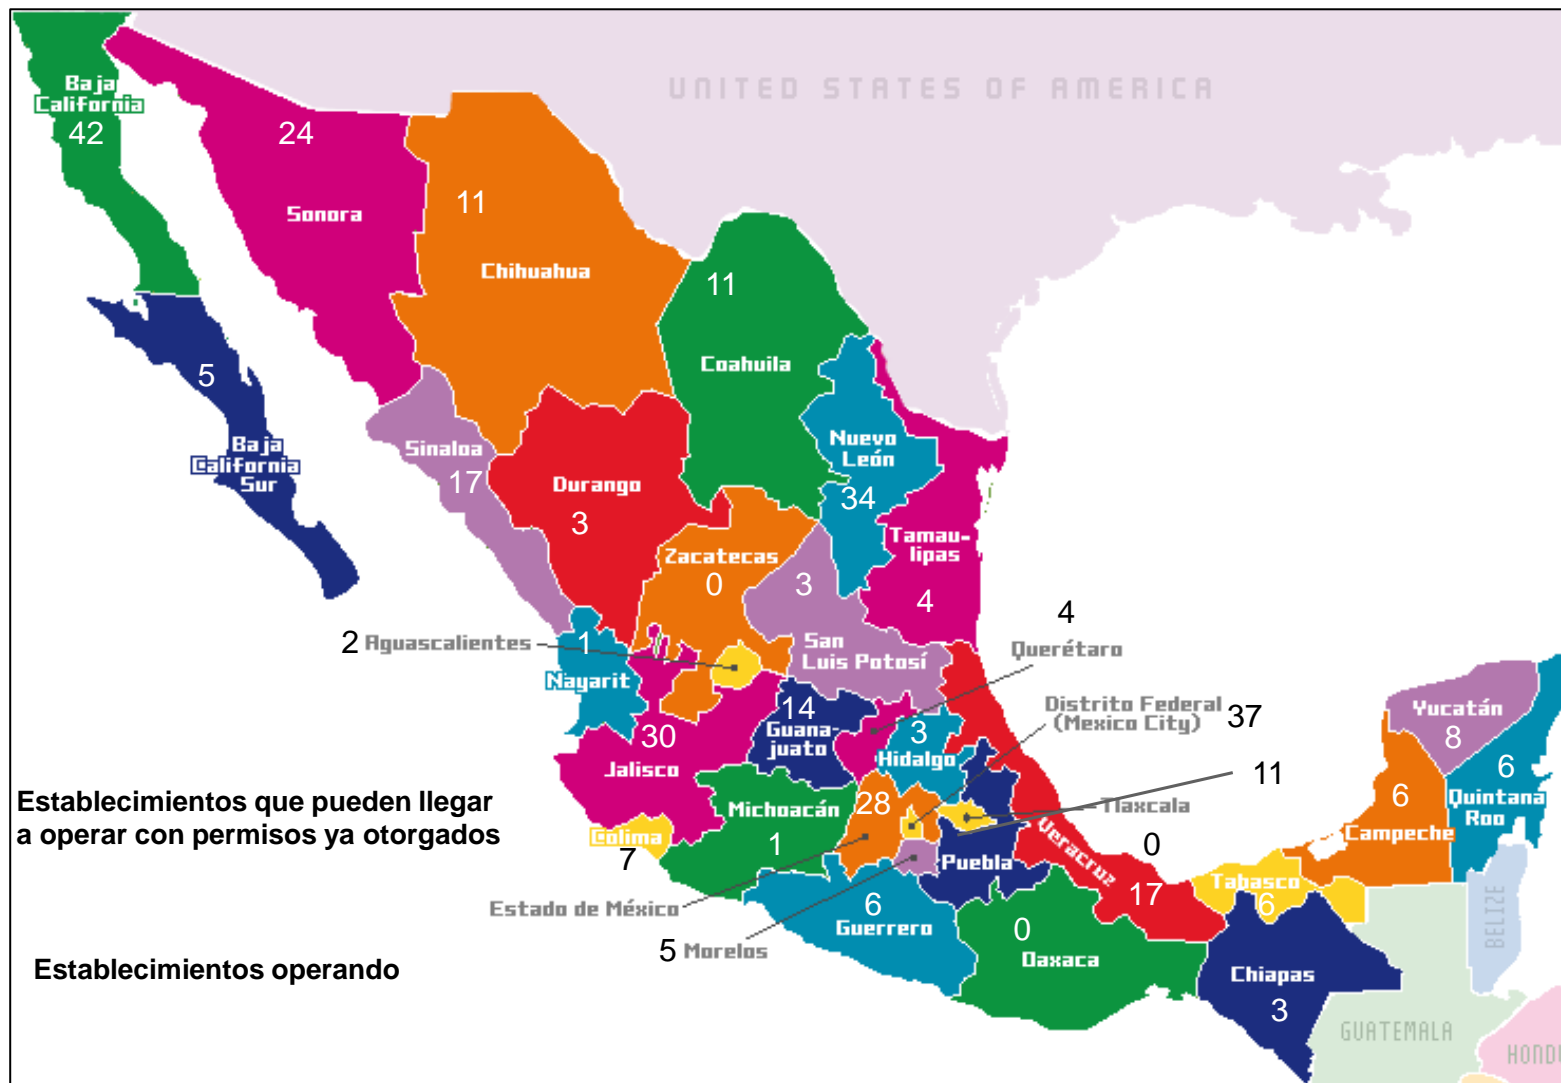 UNITED STATES OF AMERICA
Baja
California
42
24
Sonora
11
Chihuahua
11
Coahuila
5
Baja
California
Sur
Sinaloa
17
Durango
3
Nuevo
León
34
Tamau-
lipas
4
Zacatecas
0
3
San
Luis Potosí
2 Aguascalientes
1
Nayarit
4
Querétaro
Distrito Federal
(Mexico City) 37
14
Guana-
juato
3
Hidalgo
30
Jalisco
11
Tlaxcala
0
Yucatán
8
6
Quintana
Roo
6
Campeche
Establecimientos que pueden llegar
a operar con permisos ya otorgados
Colima
7
Michoacán
1
28
Estado de México
Puebla
Veracruz
17
Tabasco
6
5 Morelos
6
Guerrero
0
Oaxaca
Chiapas
3
Establecimientos operando
BELIZE
GUATEMALA
HONDU